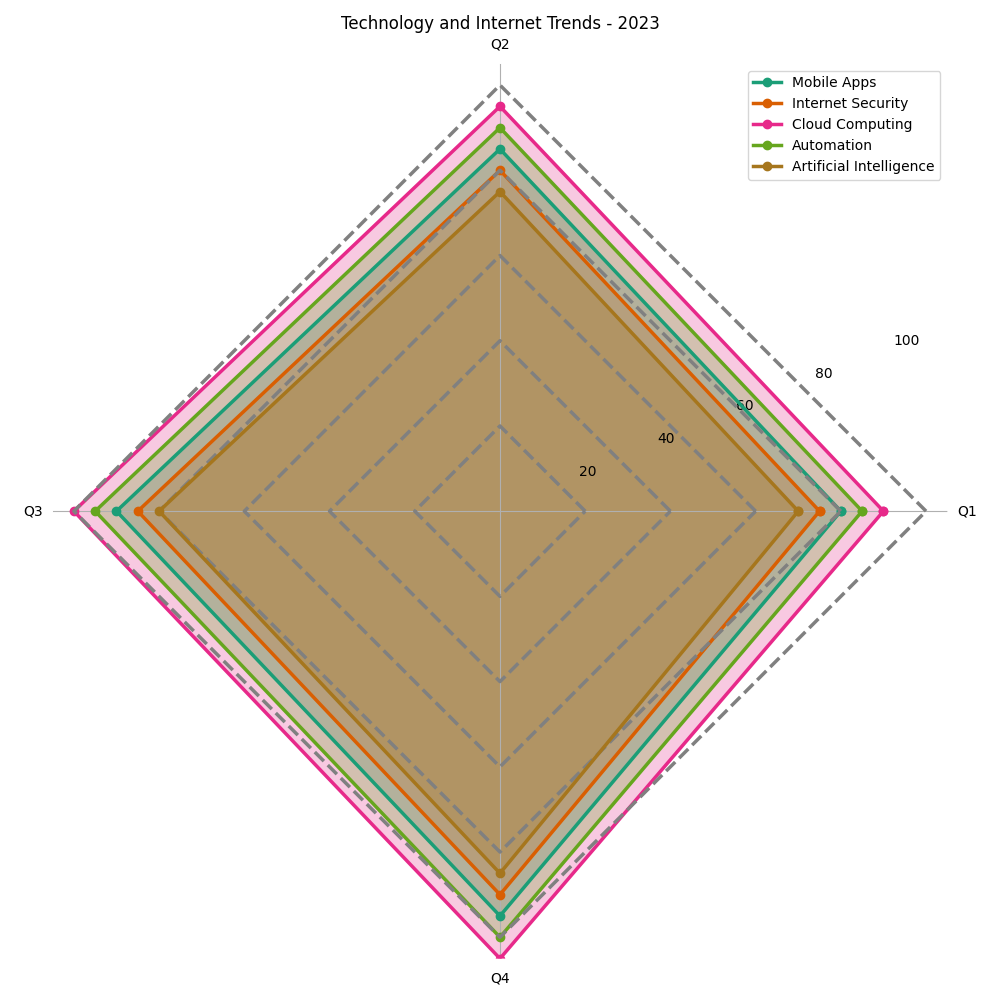 Technology and Internet Trends - 2023
Q2
Mobile Apps
Internet Security
Cloud Computing
Automation
Artificial Intelligence
100
80
60
40
20
Q3
Q1
Q4